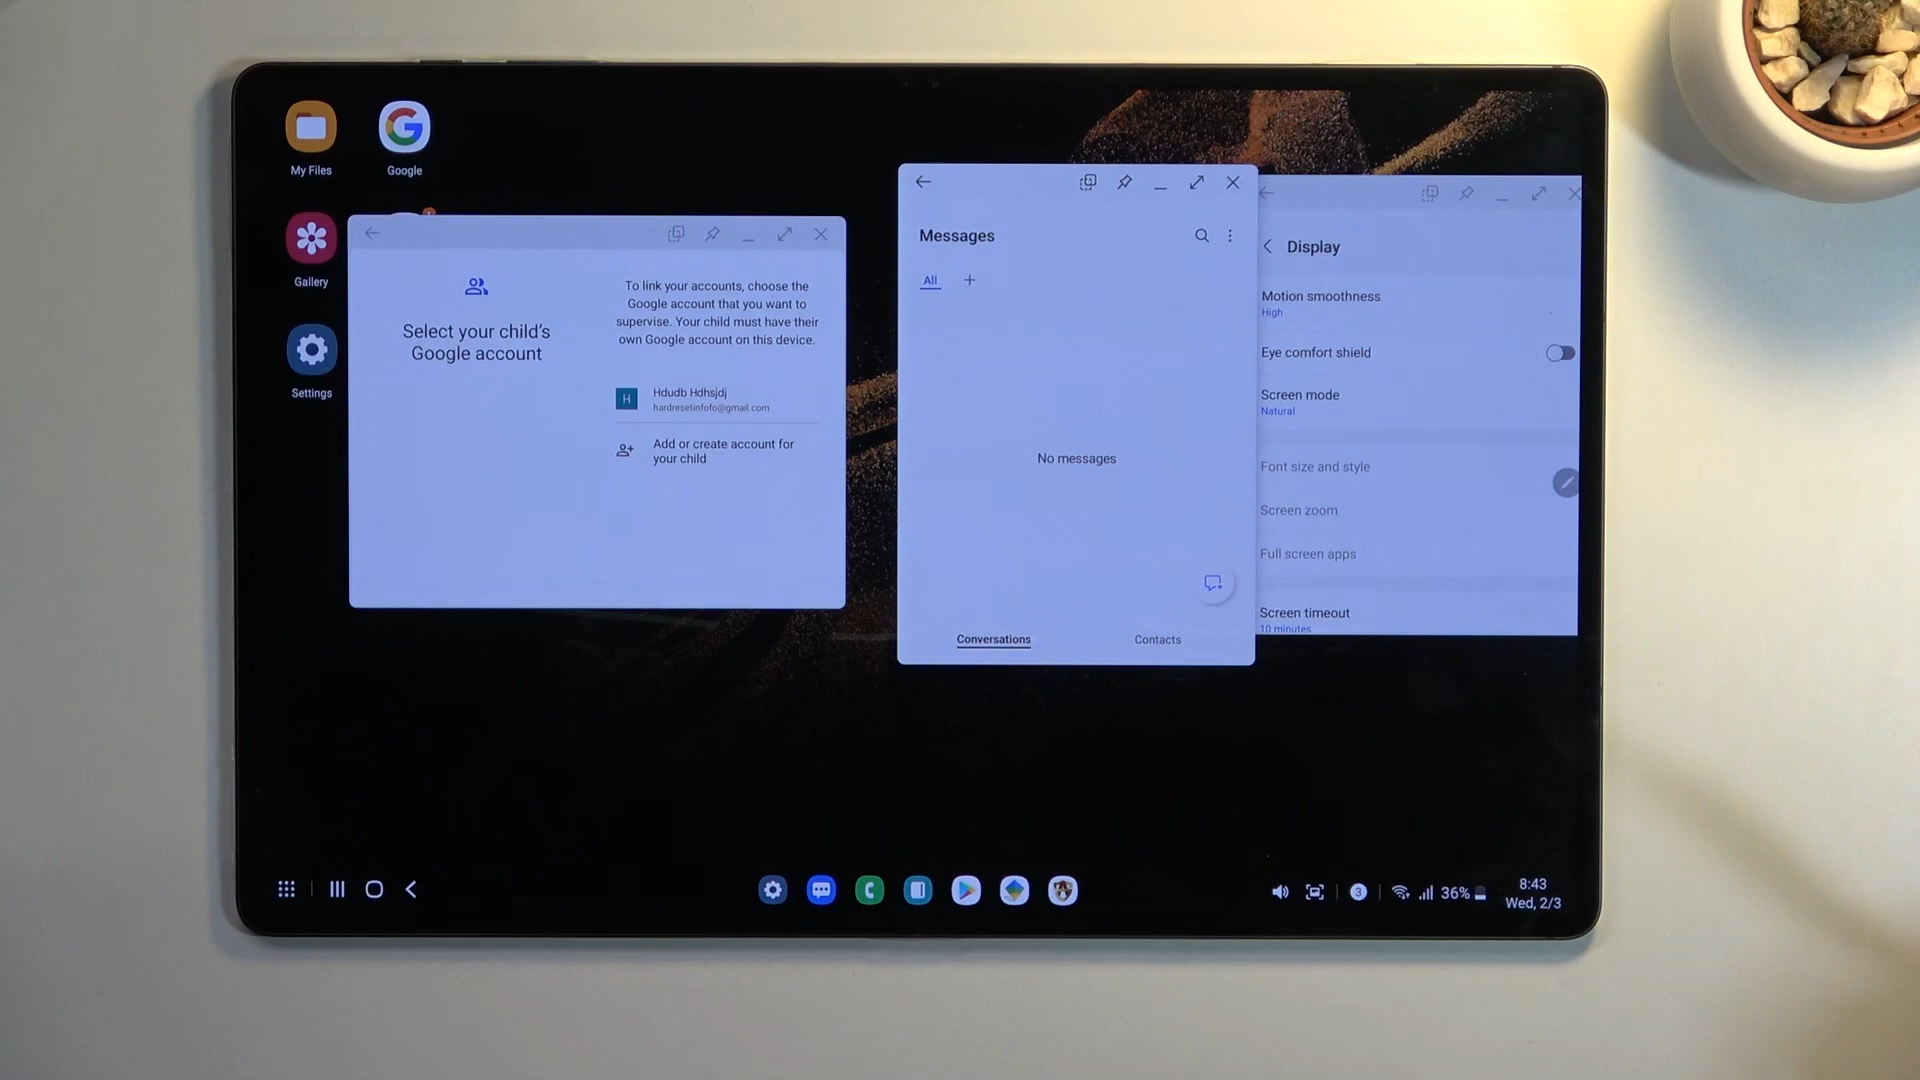 My Files
Google
Gallery
Settings
Select your child's
Google account
To link your accounts, choose the
Google account that you want to
supervise. Your child must have their
own Google account on this device.
H
Hdudb Hdhsjdj
hardresetinfofo@gmail.com
Add or create account for
your child
Messages
All
No messages
Conversations
Contacts
Display
Motion smoothness
High
Eye comfort shield
Screen mode
Natural
Font size and style
Screen zoom
Full screen apps
Screen timeout
10 minutes
3
36%
8:43
Wed, 2/3